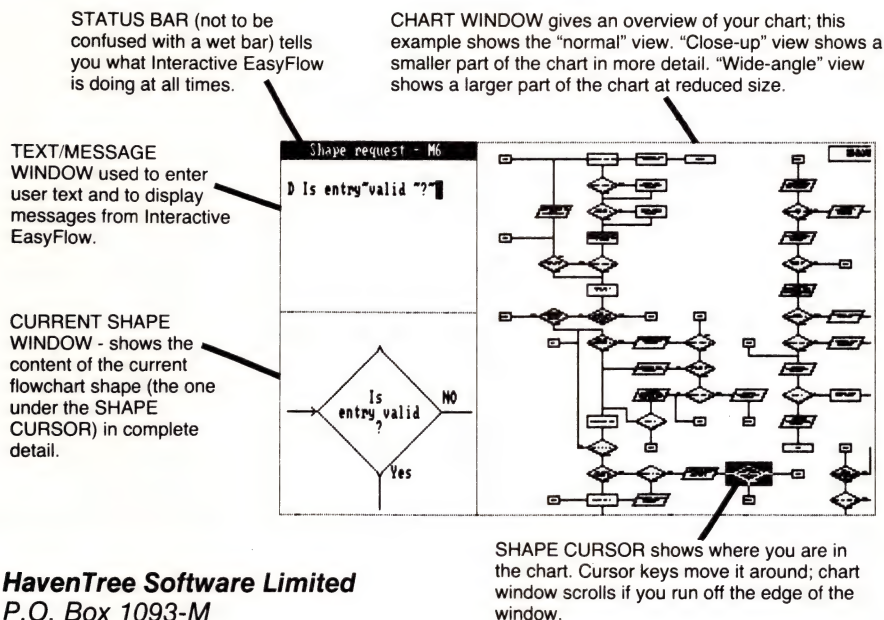 STATUS BAR (not to be
confused with a wet bar) tells
you what Interactive EasyFlow
is doing at all times.
CHART WINDOW gives an overview of your chart; this
example shows the “normal” view. “Close-up” view shows a
smaller part of the chart in more detail. “Wide-angle” view
shows a larger part of the chart at reduced size.
TEXT/MESSAGE
WINDOW used to enter
user text and to display
messages from Interactive
EasyFlow.
Shape request - M6
D Is entry~valid ~?~
CURRENT SHAPE
WINDOW - shows the
content of the current
flowchart shape (the one
under the SHAPE
CURSOR) in complete
detail.
Is
entry valid
?
NO
Yes
SHAPE CURSOR shows where you are in
the chart. Cursor keys move it around; chart
window scrolls if you run off the edge of the
window.
HavenTree Software Limited
P.O. Box 1093-M